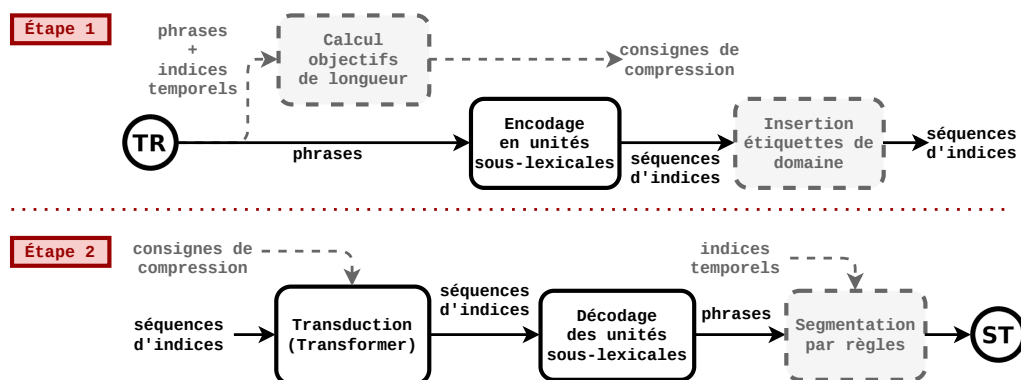 Étape 1
phrases
+
indices
temporels
Calcul
objectifs
de longueur
consignes de
compression
TR
phrases
Encodage
en unités
sous-lexicales
séquences
d'indices
Insertion
étiquettes de
domaine
séquences
d'indices
Étape 2
consignes de
compression
séquences
d'indices
Transduction
(Transformer)
séquences
d'indices
Décodage
des unités
sous-lexicales
phrases
indices
temporels
Segmentation
par règles
ST